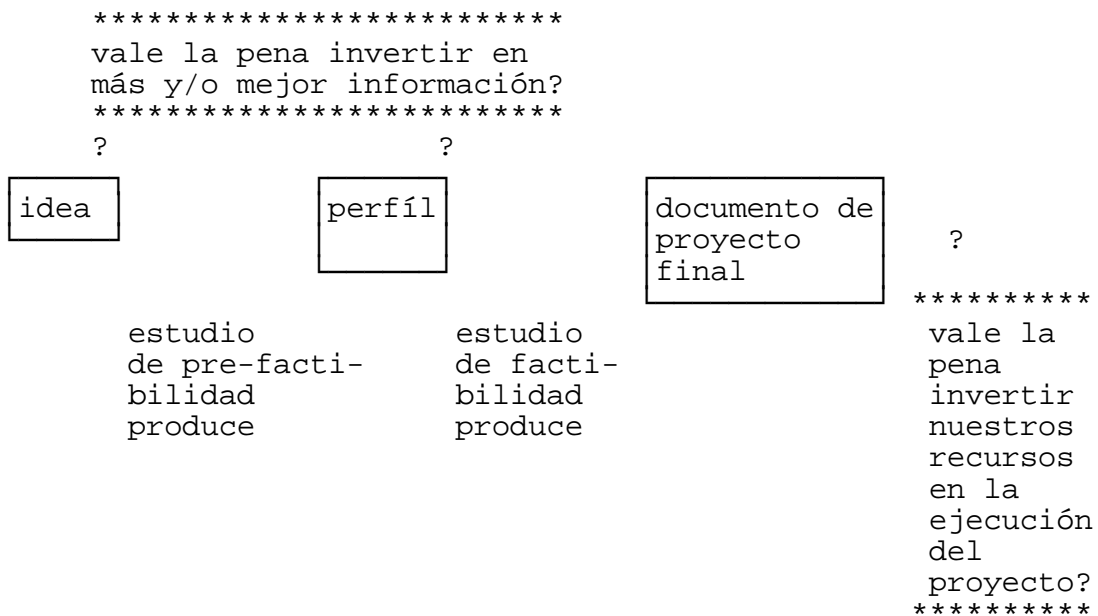 **************************
vale la pena invertir en
más y/o mejor información?
**************************
? ?
idea
perfíl
documento de
proyecto
final
?
estudio
de pre-facti-
bilidad
produce
estudio
de facti-
bilidad
produce
**********
vale la
pena
invertir
nuestros
recursos
en la
ejecución
del
proyecto?
**********